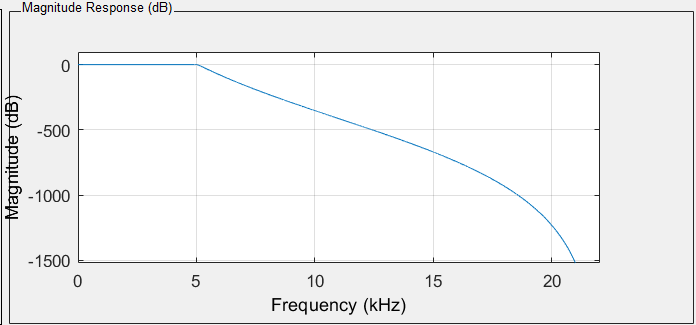 Magnitude Response (dB)
Magnitude (dB)
0
-500
-1000
-1500
0 5 10 15 20
Frequency (kHz)